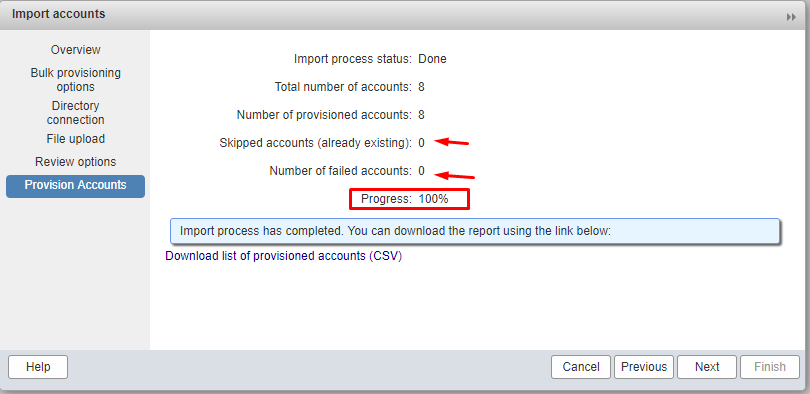 Import accounts
Overview
Bulk provisioning
options
Directory
connection
File upload
Review options
Provision Accounts
Import process status: Done
Total number of accounts: 8
Number of provisioned accounts: 8
Skipped accounts (already existing): 0
Number of failed accounts: 0
Progress: 100%
Import process has completed. You can download the report using the link below:
Download list of provisioned accounts (CSV)
Help
Cancel
Previous
Next
Finish